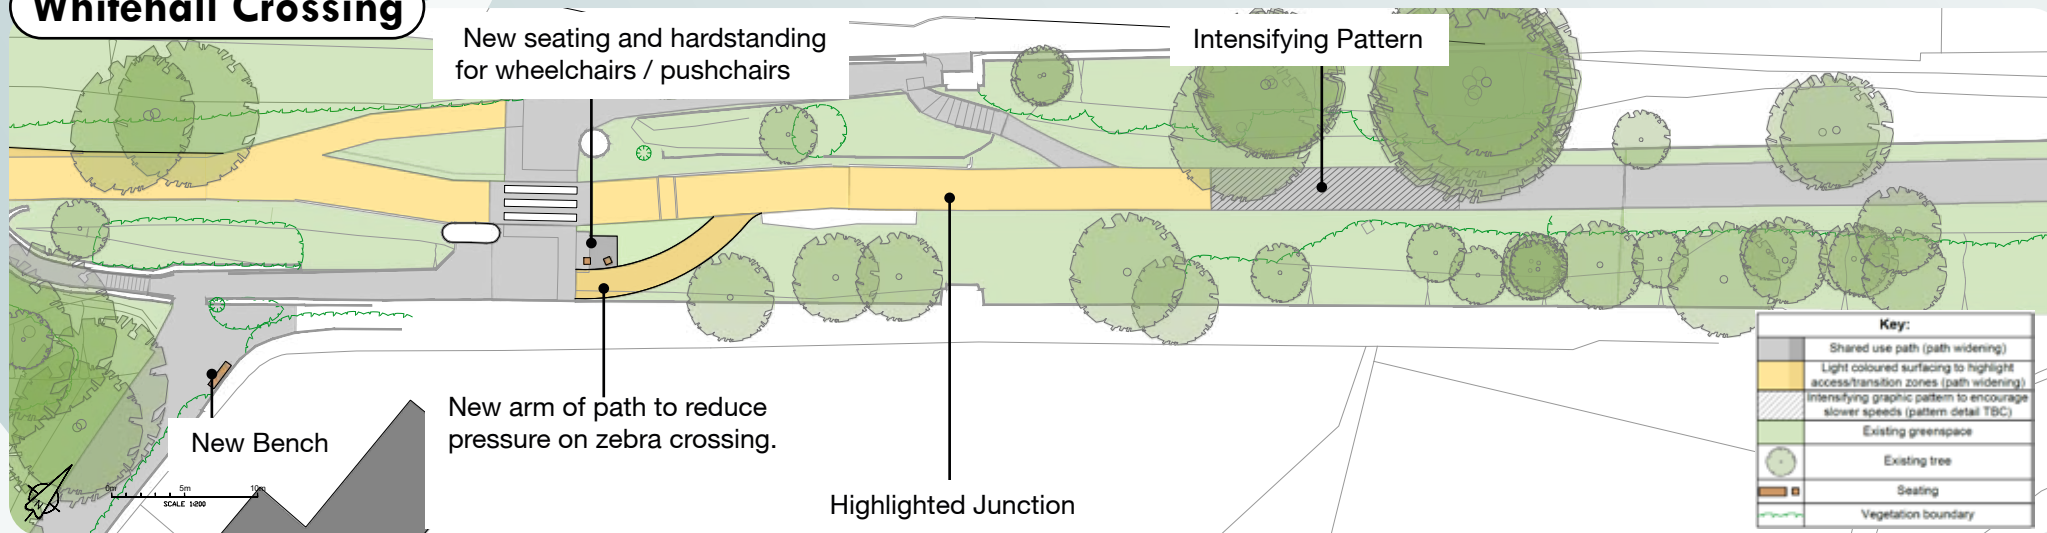 Whitehall Crossing
New seating and hardstanding
for wheelchairs / pushchairs
Intensifying Pattern
New arm of path to reduce
pressure on zebra crossing.
New Bench
Highlighted Junction
0m 5m 10m
SCALE 1:200
N
Key:
Shared use path (path widening)
Light coloured surfacing to highlight
access/transition zones (path widening)
Intensifying graphic pattern to encourage
slower speeds (pattern detail TBC)
Existing greenspace
Existing tree
Seating
Vegetation boundary